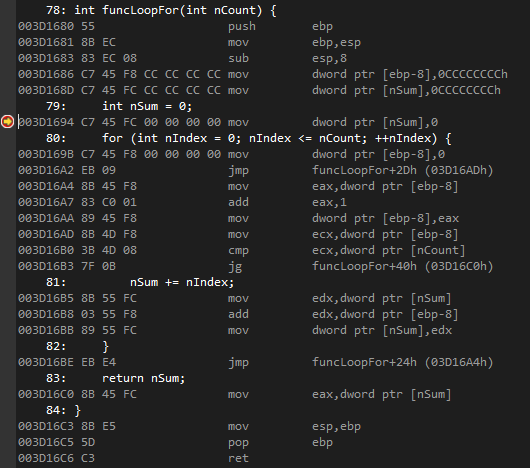 78: int funcLoopFor(int nCount) {
003D1680 55 push ebp
003D1681 8B EC mov ebp,esp
003D1683 83 EC 08 sub esp,8
003D1686 C7 45 F8 CC CC CC CC mov dword ptr [ebp-8],0CCCCCCCCh
003D168D C7 45 FC CC CC CC CC mov dword ptr [nSum],0CCCCCCCCh
79: int nSum = 0;
003D1694 C7 45 FC 00 00 00 00 mov dword ptr [nSum],0
80: for (int nIndex = 0; nIndex <= nCount; ++nIndex) {
003D169B C7 45 F8 00 00 00 00 mov dword ptr [ebp-8],0
003D16A2 EB 09 jmp funcLoopFor+2Dh (03D16ADh)
003D16A4 8B 45 F8 mov eax,dword ptr [ebp-8]
003D16A7 83 C0 01 add eax,1
003D16AA 89 45 F8 mov dword ptr [ebp-8],eax
003D16AD 8B 4D F8 mov ecx,dword ptr [ebp-8]
003D16B0 3B 4D 08 cmp ecx,dword ptr [nCount]
003D16B3 7F 0B jg funcLoopFor+40h (03D16C0h)
81: nSum += nIndex;
003D16B5 8B 55 FC mov edx,dword ptr [nSum]
003D16B8 03 55 F8 add edx,dword ptr [ebp-8]
003D16BB 89 55 FC mov dword ptr [nSum],edx
82: }
003D16BE EB E4 jmp funcLoopFor+24h (03D16A4h)
83: return nSum;
003D16C0 8B 45 FC mov eax,dword ptr [nSum]
84: }
003D16C3 8B E5 mov esp,ebp
003D16C5 5D pop ebp
003D16C6 C3 ret